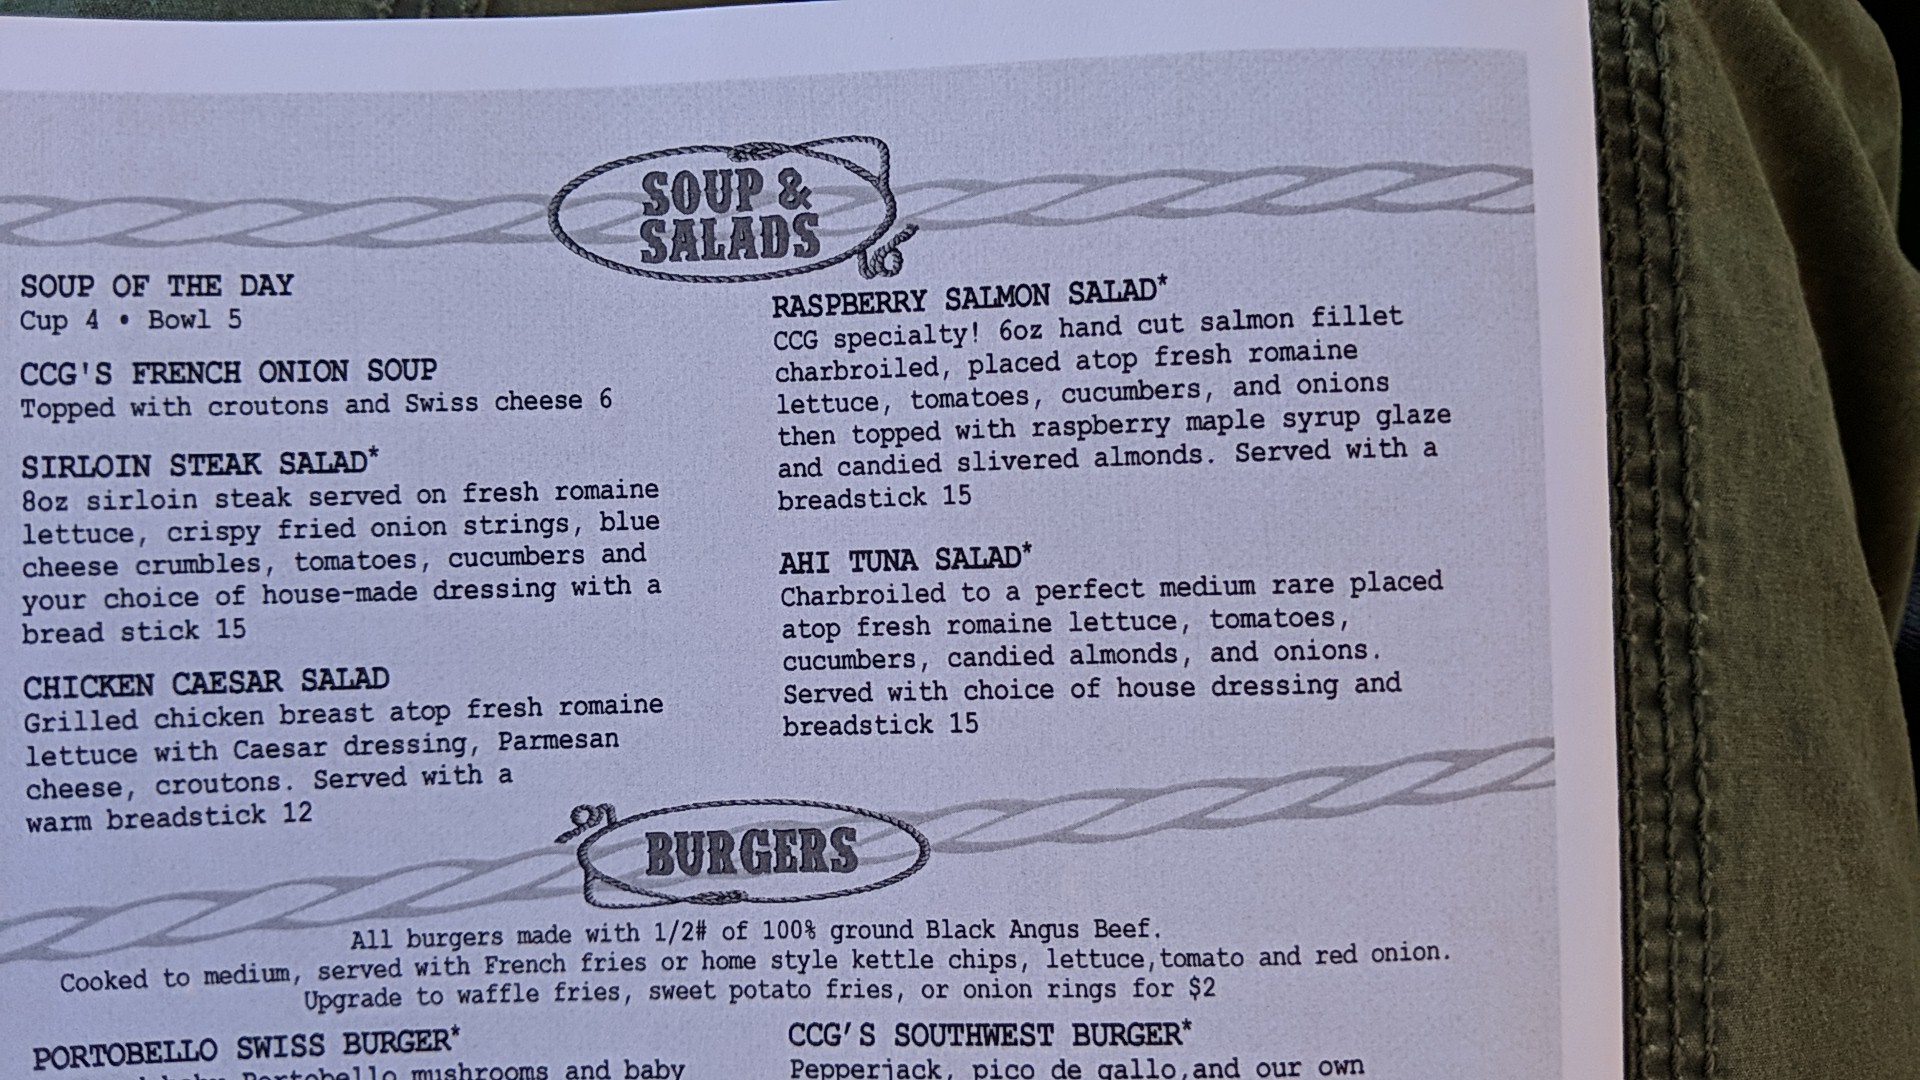 SOUP &
SALADS
SOUP OF THE DAY
Cup 4 • Bowl 5
CCG'S FRENCH ONION SOUP
Topped with croutons and Swiss cheese 6
SIRLOIN STEAK SALAD*
8oz sirloin steak served on fresh romaine
lettuce, crispy fried onion strings, blue
cheese crumbles, tomatoes, cucumbers and
your choice of house-made dressing with a
bread stick 15
CHICKEN CAESAR SALAD
Grilled chicken breast atop fresh romaine
lettuce with Caesar dressing, Parmesan
cheese, croutons. Served with a
warm breadstick 12
RASPBERRY SALMON SALAD*
CCG specialty! 6oz hand cut salmon fillet
charbroiled, placed atop fresh romaine
lettuce, tomatoes, cucumbers, and onions
then topped with raspberry maple syrup glaze
and candied slivered almonds. Served with a
breadstick 15
AHI TUNA SALAD*
Charbroiled to a perfect medium rare placed
atop fresh romaine lettuce, tomatoes,
cucumbers, candied almonds, and onions.
Served with choice of house dressing and
breadstick 15
BURGERS
All burgers made with 1/2# of 100% ground Black Angus Beef.
Cooked to medium, served with French fries or home style kettle chips, lettuce,tomato and red onion.
Upgrade to waffle fries, sweet potato fries, or onion rings for $2
PORTOBELLO SWISS BURGER*
baby Portobello mushrooms and baby
CCG'S SOUTHWEST BURGER*
Pepperjack, pico de gallo,and our own